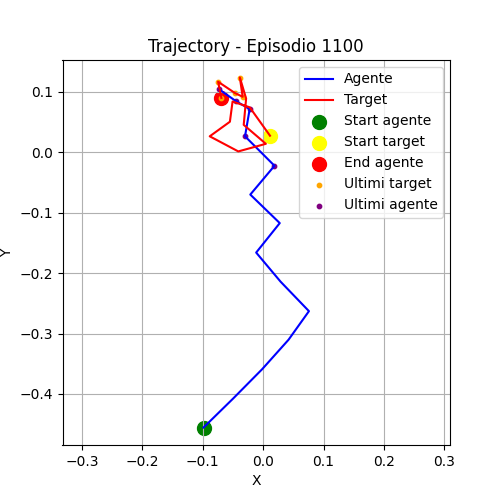 Trajectory - Episodio 1100
Agente
Target
Start agente
Start target
End agente
Ultimi target
Ultimi agente
Y
0.1
0.0
−0.1
−0.2
−0.3
−0.4
−0.3 −0.2 −0.1 0.0 0.1 0.2 0.3
X